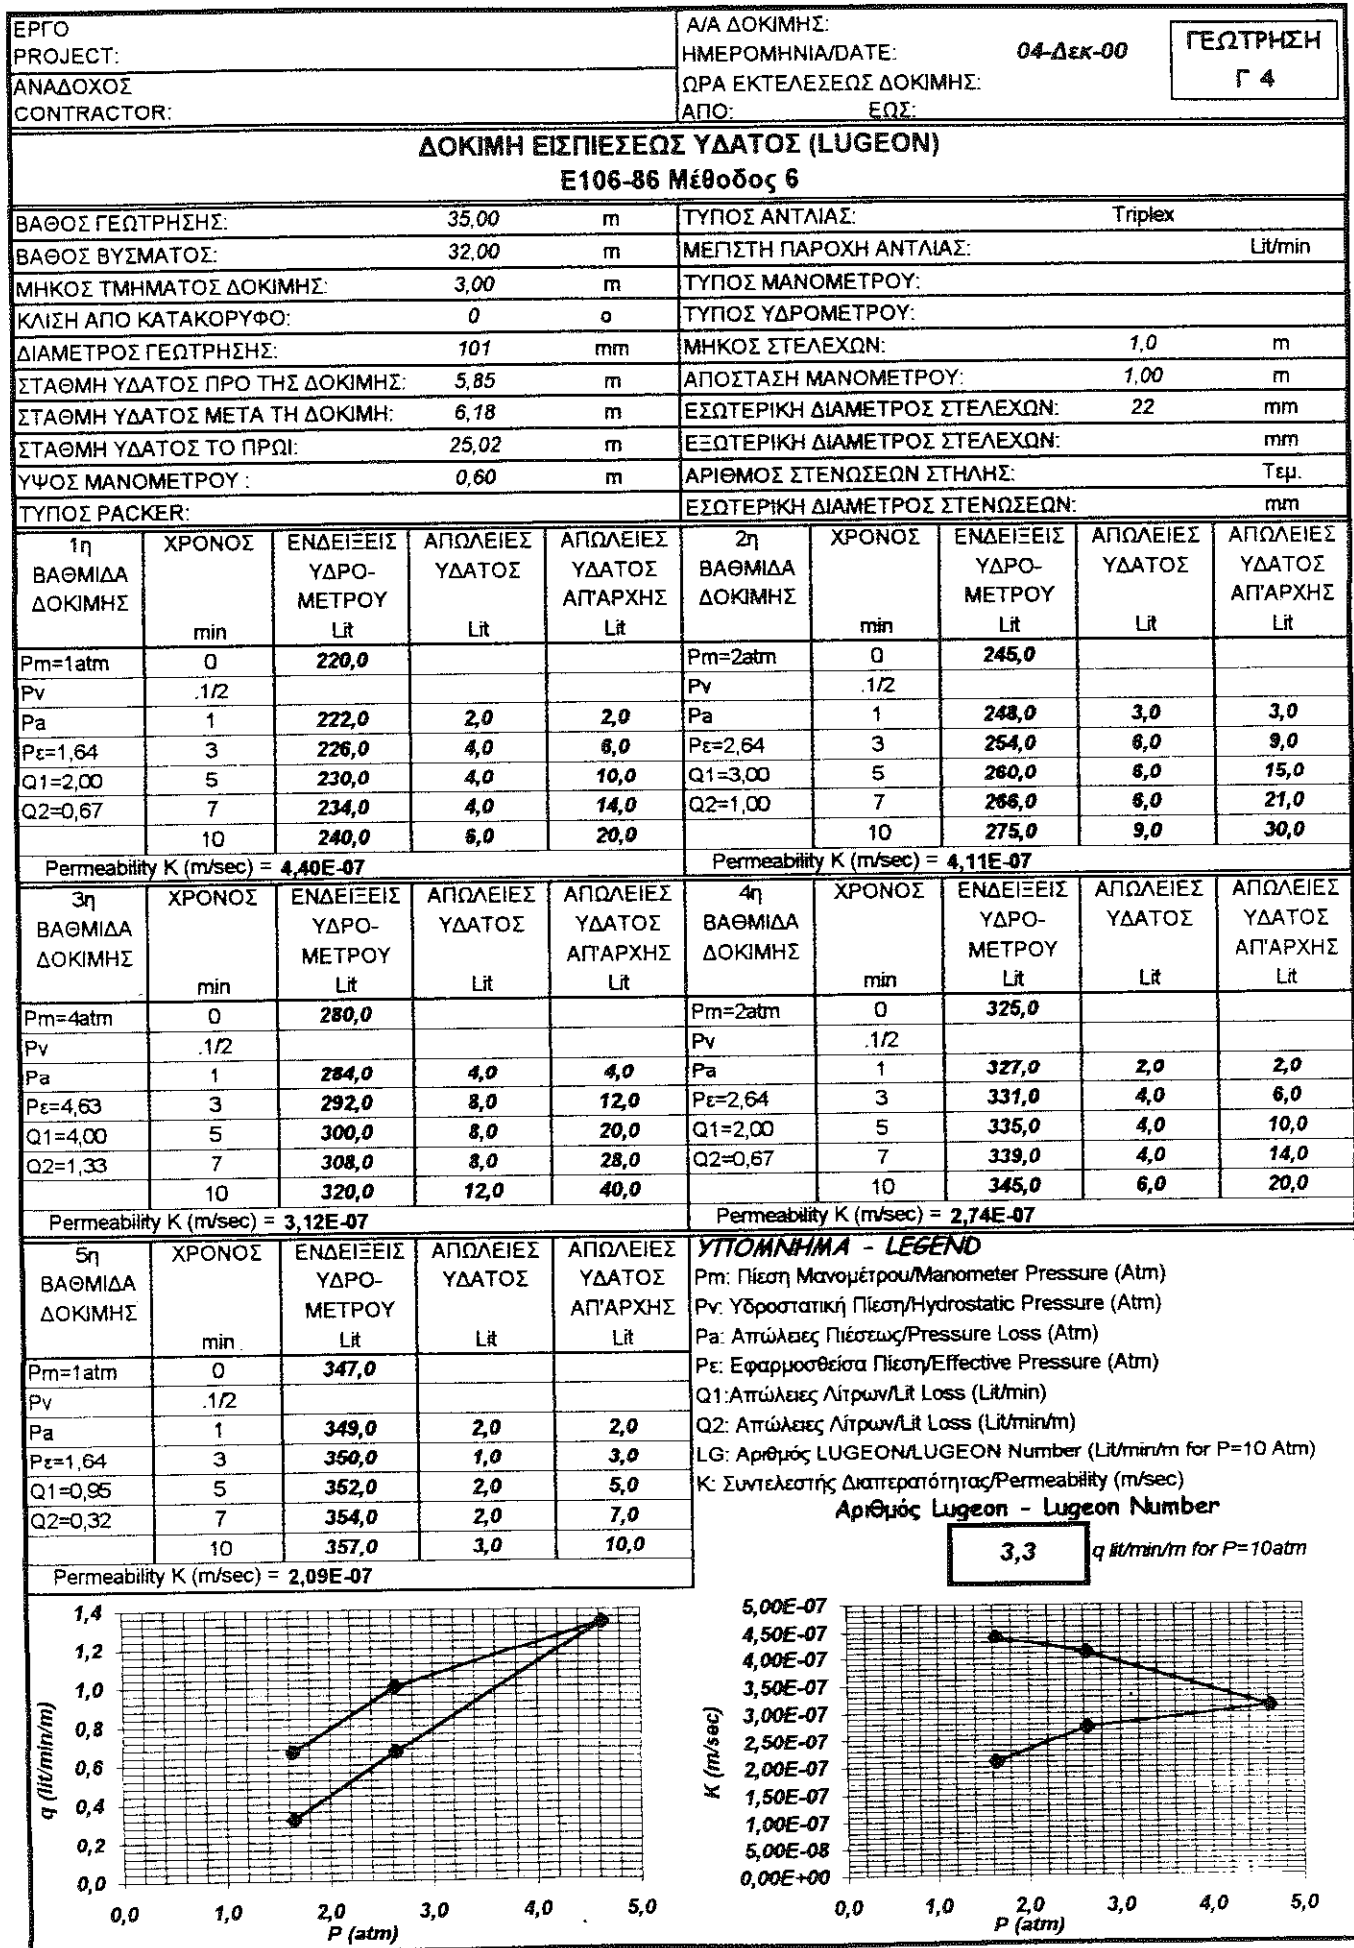 ΕΡΓΟ
PROJECT:
ΑΝΑΔΟΧΟΣ
CONTRACTOR:
Α/Α ΔΟΚΙΜΗΣ:
ΗΜΕΡΟΜΗΝΙΑ/DATE: 04-Δεκ-00
ΩΡΑ ΕΚΤΕΛΕΣΕΩΣ ΔΟΚΙΜΗΣ:
ΑΠΟ: ΕΩΣ:
ΓΕΩΤΡΗΣΗ
Γ 4
ΔΟΚΙΜΗ ΕΙΣΠΙΕΣΕΩΣ ΥΔΑΤΟΣ (LUGEON)
Ε106-86 Μέθοδος 6
ΒΑΘΟΣ ΓΕΩΤΡΗΣΗΣ: 35,00 m ΤΥΠΟΣ ΑΝΤΛΙΑΣ: Triplex
ΒΑΘΟΣ ΒΥΣΜΑΤΟΣ: 32,00 m ΜΕΓΙΣΤΗ ΠΑΡΟΧΗ ΑΝΤΛΙΑΣ: Lit/min
ΜΗΚΟΣ ΤΜΗΜΑΤΟΣ ΔΟΚΙΜΗΣ: 3,00 m ΤΥΠΟΣ ΜΑΝΟΜΕΤΡΟΥ:
ΚΛΙΣΗ ΑΠΟ ΚΑΤΑΚΟΡΥΦΟ: 0 o ΤΥΠΟΣ ΥΔΡΟΜΕΤΡΟΥ:
ΔΙΑΜΕΤΡΟΣ ΓΕΩΤΡΗΣΗΣ: 101 mm ΜΗΚΟΣ ΣΤΕΛΕΧΩΝ: 1,0 m
ΣΤΑΘΜΗ ΥΔΑΤΟΣ ΠΡΟ ΤΗΣ ΔΟΚΙΜΗΣ: 5,85 m ΑΠΟΣΤΑΣΗ ΜΑΝΟΜΕΤΡΟΥ: 1,00 m
ΣΤΑΘΜΗ ΥΔΑΤΟΣ ΜΕΤΑ ΤΗ ΔΟΚΙΜΗ: 6,18 m ΕΣΩΤΕΡΙΚΗ ΔΙΑΜΕΤΡΟΣ ΣΤΕΛΕΧΩΝ: 22 mm
ΣΤΑΘΜΗ ΥΔΑΤΟΣ ΤΟ ΠΡΩΙ: 25,02 m ΕΞΩΤΕΡΙΚΗ ΔΙΑΜΕΤΡΟΣ ΣΤΕΛΕΧΩΝ: mm
ΥΨΟΣ ΜΑΝΟΜΕΤΡΟΥ : 0,60 m ΑΡΙΘΜΟΣ ΣΤΕΝΩΣΕΩΝ ΣΤΗΛΗΣ: Τεμ.
ΤΥΠΟΣ PACKER: ΕΣΩΤΕΡΙΚΗ ΔΙΑΜΕΤΡΟΣ ΣΤΕΝΩΣΕΩΝ: mm
1η ΧΡΟΝΟΣ ΕΝΔΕΙΞΕΙΣ ΑΠΩΛΕΙΕΣ ΑΠΩΛΕΙΕΣ 2η ΧΡΟΝΟΣ ΕΝΔΕΙΞΕΙΣ ΑΠΩΛΕΙΕΣ ΑΠΩΛΕΙΕΣ
ΒΑΘΜΙΔΑ ΥΔΡΟ- ΥΔΑΤΟΣ ΥΔΑΤΟΣ ΒΑΘΜΙΔΑ ΥΔΡΟ- ΥΔΑΤΟΣ ΥΔΑΤΟΣ
ΔΟΚΙΜΗΣ ΜΕΤΡΟΥ ΑΠ'ΑΡΧΗΣ ΔΟΚΙΜΗΣ ΜΕΤΡΟΥ ΑΠ'ΑΡΧΗΣ
min Lit Lit Lit min Lit Lit Lit
Pm=1atm 0 220,0 Pm=2atm 0 245,0
Pv .1/2 Pv .1/2
Pa 1 222,0 2,0 2,0 Pa 1 248,0 3,0 3,0
Pε=1,64 3 226,0 4,0 6,0 Pε=2,64 3 254,0 6,0 9,0
Q1=2,00 5 230,0 4,0 10,0 Q1=3,00 5 260,0 6,0 15,0
Q2=0,67 7 234,0 4,0 14,0 Q2=1,00 7 266,0 6,0 21,0
10 240,0 6,0 20,0 10 275,0 9,0 30,0
Permeability K (m/sec) = 4,40E-07 Permeability K (m/sec) = 4,11E-07
3η ΧΡΟΝΟΣ ΕΝΔΕΙΞΕΙΣ ΑΠΩΛΕΙΕΣ ΑΠΩΛΕΙΕΣ 4η ΧΡΟΝΟΣ ΕΝΔΕΙΞΕΙΣ ΑΠΩΛΕΙΕΣ ΑΠΩΛΕΙΕΣ
ΒΑΘΜΙΔΑ ΥΔΡΟ- ΥΔΑΤΟΣ ΥΔΑΤΟΣ ΒΑΘΜΙΔΑ ΥΔΡΟ- ΥΔΑΤΟΣ ΥΔΑΤΟΣ
ΔΟΚΙΜΗΣ ΜΕΤΡΟΥ ΑΠ'ΑΡΧΗΣ ΔΟΚΙΜΗΣ ΜΕΤΡΟΥ ΑΠ'ΑΡΧΗΣ
min Lit Lit Lit min Lit Lit Lit
Pm=4atm 0 280,0 Pm=2atm 0 325,0
Pv .1/2 Pv .1/2
Pa 1 284,0 4,0 4,0 Pa 1 327,0 2,0 2,0
Pε=4,63 3 292,0 8,0 12,0 Pε=2,64 3 331,0 4,0 6,0
Q1=4,00 5 300,0 8,0 20,0 Q1=2,00 5 335,0 4,0 10,0
Q2=1,33 7 308,0 8,0 28,0 Q2=0,67 7 339,0 4,0 14,0
10 320,0 12,0 40,0 10 345,0 6,0 20,0
Permeability K (m/sec) = 3,12E-07 Permeability K (m/sec) = 2,74E-07
5η ΧΡΟΝΟΣ ΕΝΔΕΙΞΕΙΣ ΑΠΩΛΕΙΕΣ ΑΠΩΛΕΙΕΣ
ΒΑΘΜΙΔΑ ΥΔΡΟ- ΥΔΑΤΟΣ ΥΔΑΤΟΣ
ΔΟΚΙΜΗΣ ΜΕΤΡΟΥ ΑΠ'ΑΡΧΗΣ
min Lit Lit Lit
Pm=1atm 0 347,0
Pv .1/2
Pa 1 349,0 2,0 2,0
Pε=1,64 3 350,0 1,0 3,0
Q1=0,95 5 352,0 2,0 5,0
Q2=0,32 7 354,0 2,0 7,0
10 357,0 3,0 10,0
Permeability K (m/sec) = 2,09E-07
ΥΠΟΜΝΗΜΑ - LEGEND
Pm: Πίεση Μανομέτρου/Manometer Pressure (Atm)
Pv: Υδροστατική Πίεση/Hydrostatic Pressure (Atm)
Pa: Απώλειες Πιέσεως/Pressure Loss (Atm)
Pε: Εφαρμοσθείσα Πίεση/Effective Pressure (Atm)
Q1:Απώλειες Λίτρων/Lit Loss (Lit/min)
Q2: Απώλειες Λίτρων/Lit Loss (Lit/min/m)
LG: Αριθμός LUGEON/LUGEON Number (Lit/min/m for P=10 Atm)
K: Συντελεστής Διαπερατότητας/Permeability (m/sec)
Αριθμός Lugeon - Lugeon Number
3,3 q lit/min/m for P=10atm
1,4
1,2
1,0
0,8
0,6
0,4
0,2
0,0
q (lit/min/m)
0,0 1,0 2,0 3,0 4,0 5,0
P (atm)
5,00E-07
4,50E-07
4,00E-07
3,50E-07
3,00E-07
2,50E-07
2,00E-07
1,50E-07
1,00E-07
5,00E-08
0,00E+00
K (m/sec)
0,0 1,0 2,0 3,0 4,0 5,0
P (atm)